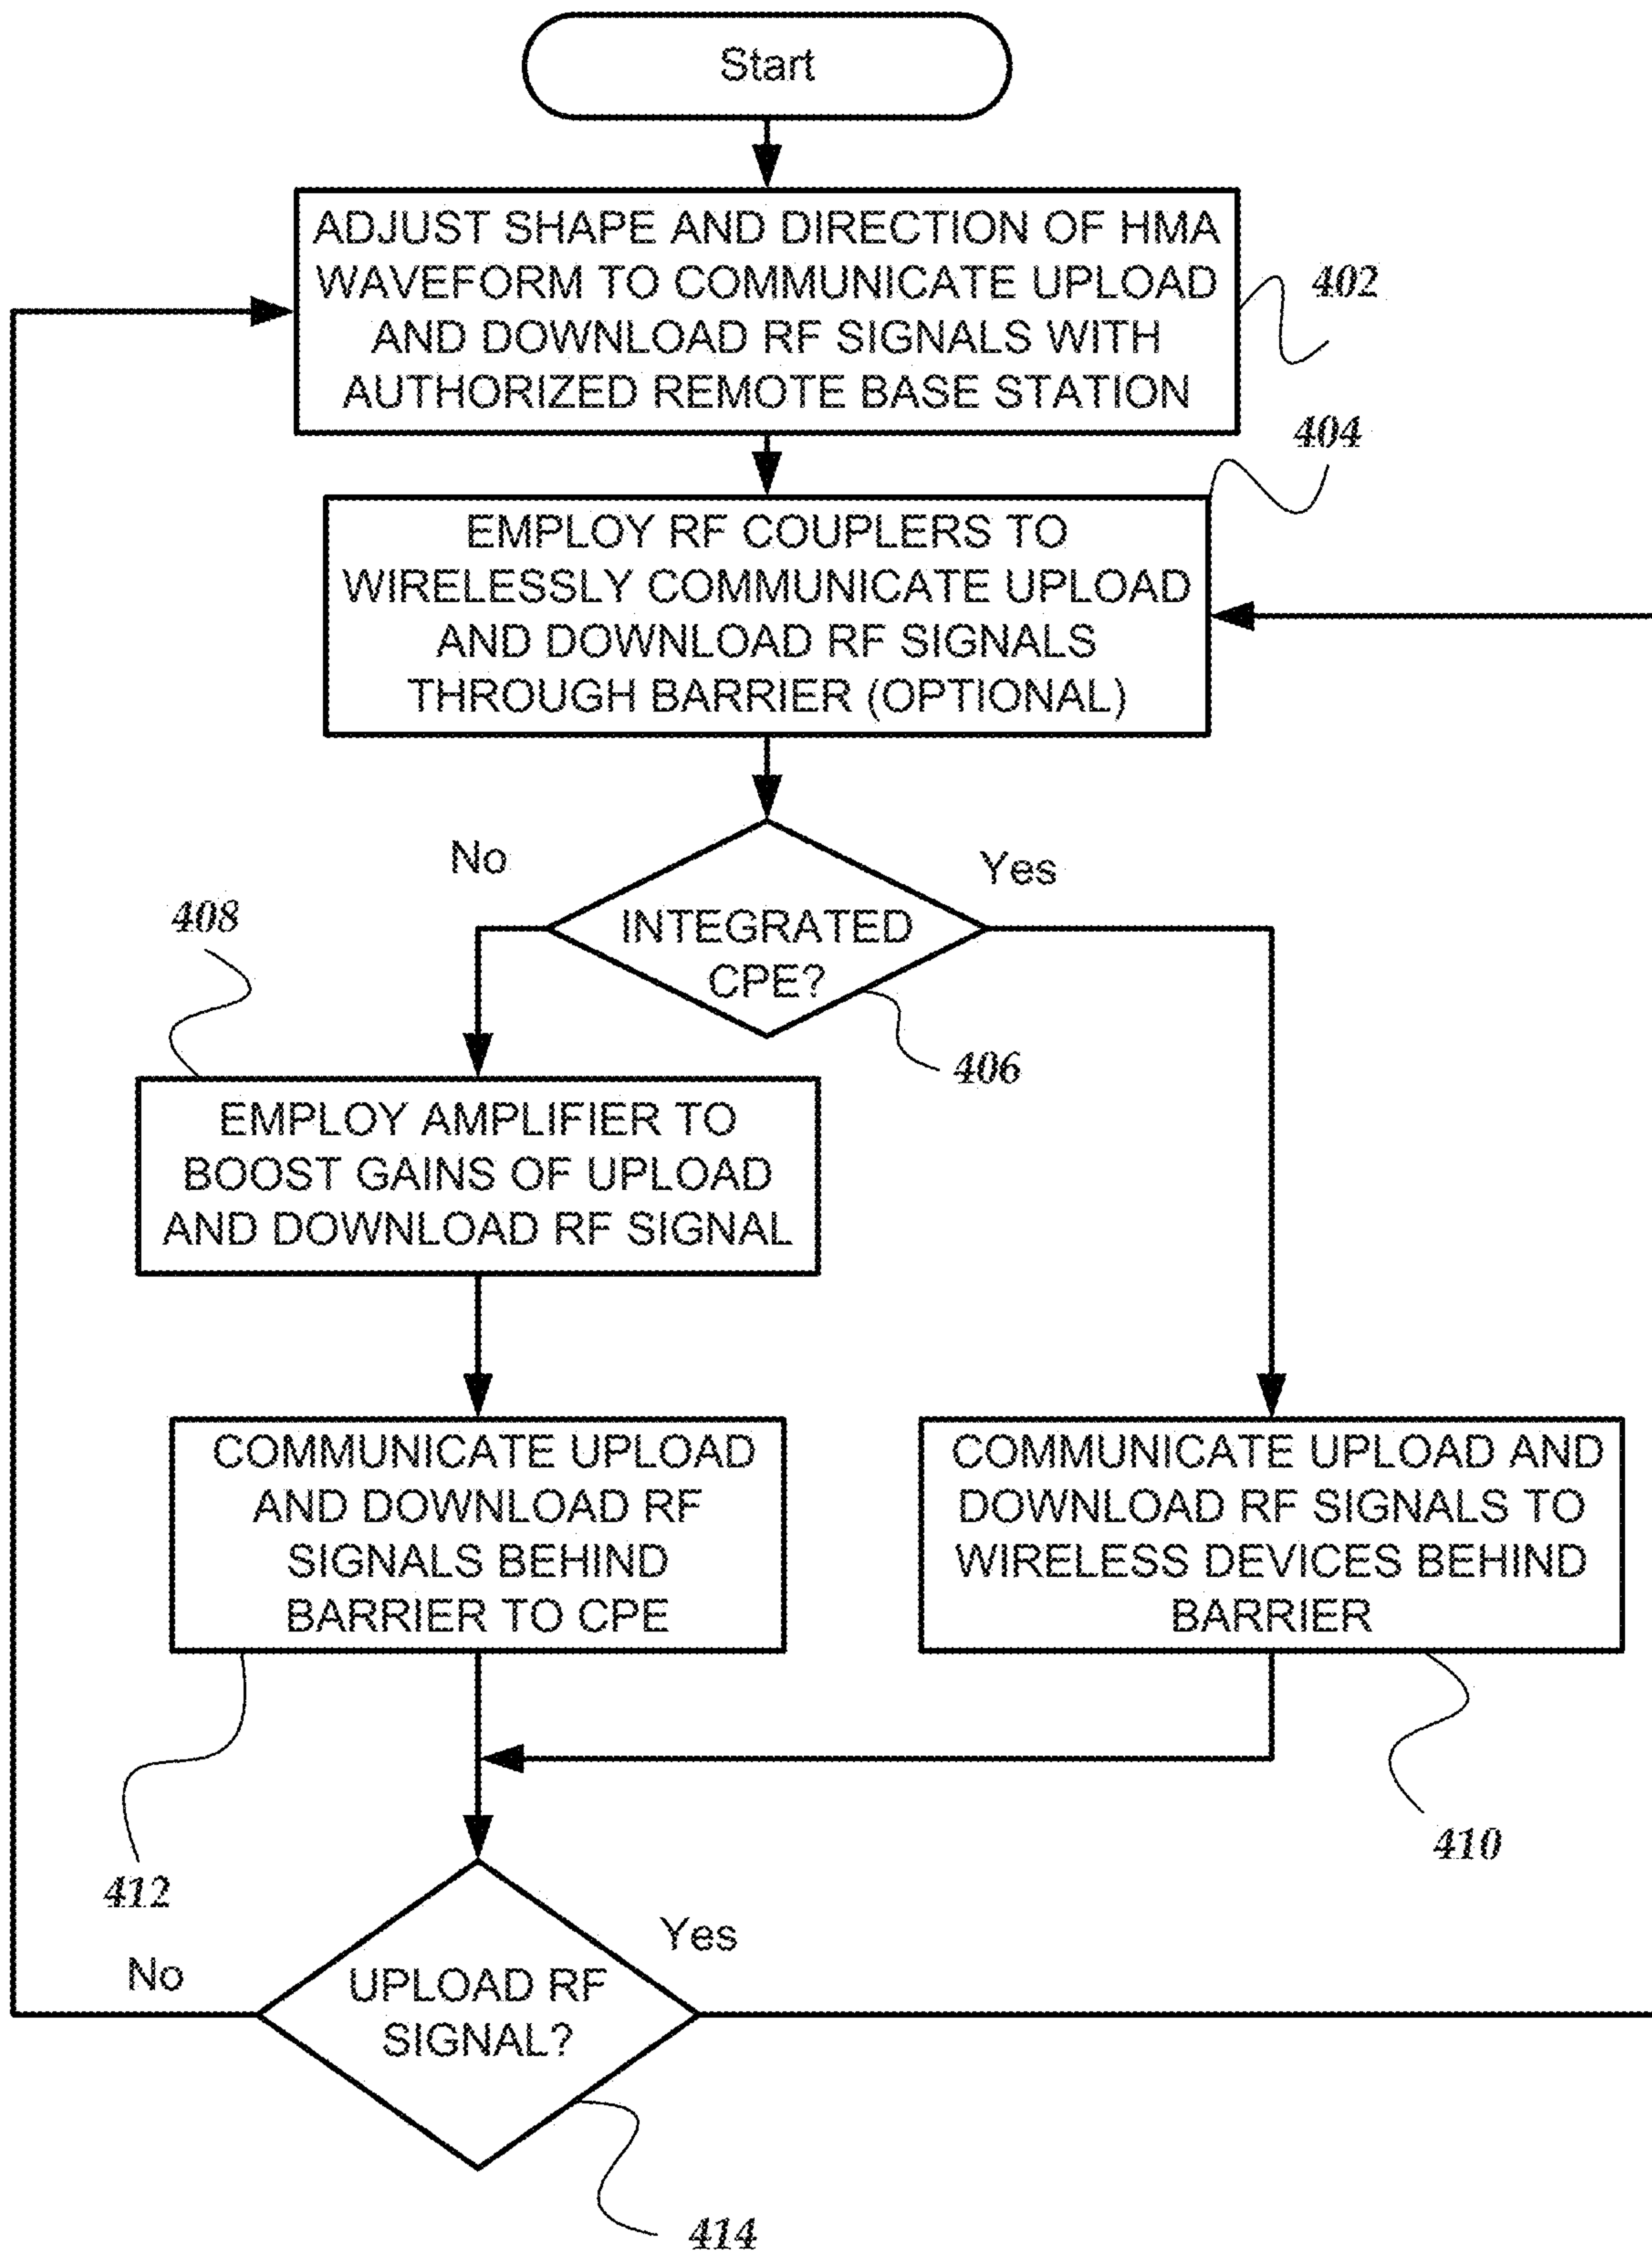 Start
ADJUST SHAPE AND DIRECTION OF HMA
WAVEFORM TO COMMUNICATE UPLOAD
AND DOWNLOAD RF SIGNALS WITH
AUTHORIZED REMOTE BASE STATION
402
404
EMPLOY RF COUPLERS TO
WIRELESSLY COMMUNICATE UPLOAD
AND DOWNLOAD RF SIGNALS
THROUGH BARRIER (OPTIONAL)
No
Yes
INTEGRATED
CPE?
406
408
EMPLOY AMPLIFIER TO
BOOST GAINS OF UPLOAD
AND DOWNLOAD RF SIGNAL
COMMUNICATE UPLOAD
AND DOWNLOAD RF
SIGNALS BEHIND
BARRIER TO CPE
COMMUNICATE UPLOAD AND
DOWNLOAD RF SIGNALS TO
WIRELESS DEVICES BEHIND
BARRIER
410
412
No
Yes
UPLOAD RF
SIGNAL?
414